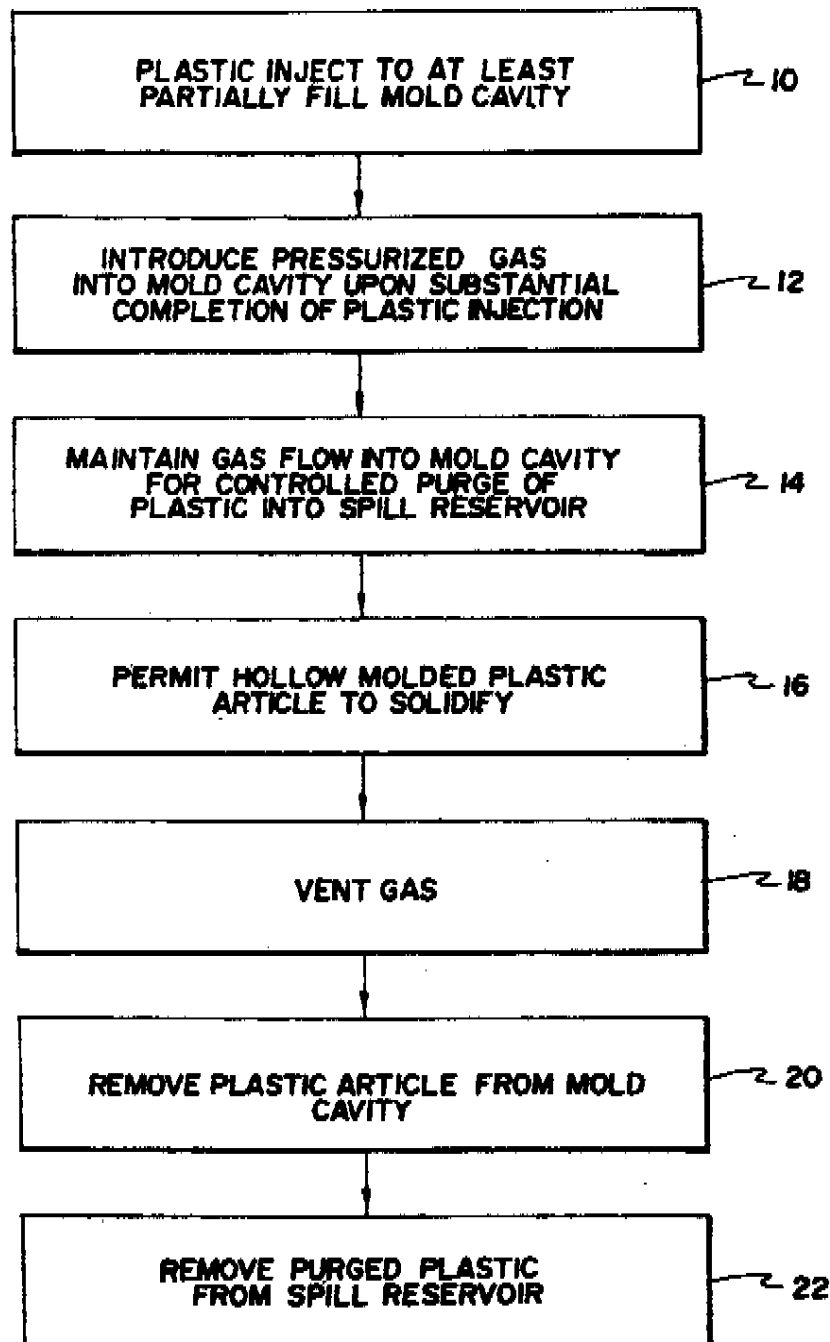 PLASTIC INJECT TO AT LEAST
PARTIALLY FILL MOLD CAVITY
10
INTRODUCE PRESSURIZED GAS
INTO MOLD CAVITY UPON SUBSTANTIAL
COMPLETION OF PLASTIC INJECTION
12
MAINTAIN GAS FLOW INTO MOLD CAVITY
FOR CONTROLLED PURGE OF
PLASTIC INTO SPILL RESERVOIR
14
PERMIT HOLLOW MOLDED PLASTIC
ARTICLE TO SOLIDIFY
16
VENT GAS
18
REMOVE PLASTIC ARTICLE FROM MOLD
CAVITY
20
REMOVE PURGED PLASTIC
FROM SPILL RESERVOIR
22